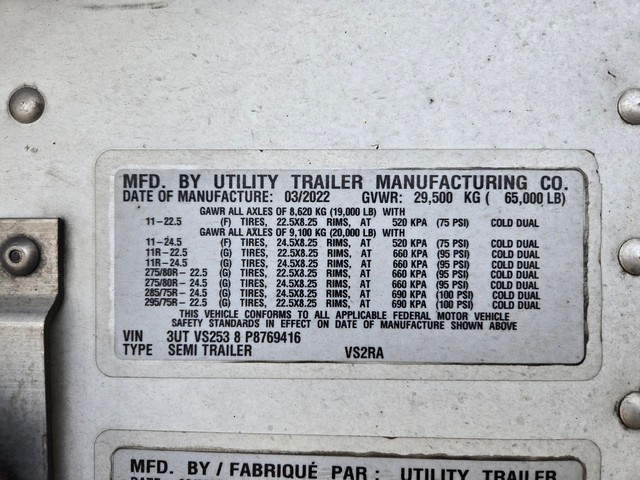 MFD. BY UTILITY TRAILER MANUFACTURING CO.
DATE OF MANUFACTURE: 03/2022 GVWR: 29,500 KG ( 65,000 LB)
GAWR ALL AXLES OF 8,620 KG (19,000 LB) WITH
11-22.5 (F) TIRES, 22.5X8.25 RIMS, AT 520 KPA (75 PSI) COLD DUAL
GAWR ALL AXLES OF 9,100 KG (20,000 LB) WITH
11-24.5 (F) TIRES, 24.5X8.25 RIMS, AT 520 KPA (75 PSI) COLD DUAL
11R-22.5 (G) TIRES, 22.5X8.25 RIMS, AT 660 KPA (95 PSI) COLD DUAL
11R-24.5 (G) TIRES, 24.5X8.25 RIMS, AT 660 KPA (95 PSI) COLD DUAL
275/80R- 22.5 (G) TIRES, 22.5X8.25 RIMS, AT 660 KPA (95 PSI) COLD DUAL
275/80R- 24.5 (G) TIRES, 24.5X8.25 RIMS, AT 660 KPA (95 PSI) COLD DUAL
285/75R- 24.5 (G) TIRES, 24.5X8.25 RIMS, AT 690 KPA (100 PSI) COLD DUAL
295/75R- 22.5 (G) TIRES, 22.5X8.25 RIMS, AT 690 KPA (100 PSI) COLD DUAL
THIS VEHICLE CONFORMS TO ALL APPLICABLE FEDERAL MOTOR VEHICLE
SAFETY STANDARDS IN EFFECT ON DATE OF MANUFACTURE SHOWN ABOVE
VIN 3UT VS253 8 P8769416
TYPE SEMI TRAILER VS2RA
MFD. BY / FABRIQUÉ PAR : UTILITY TRAILER